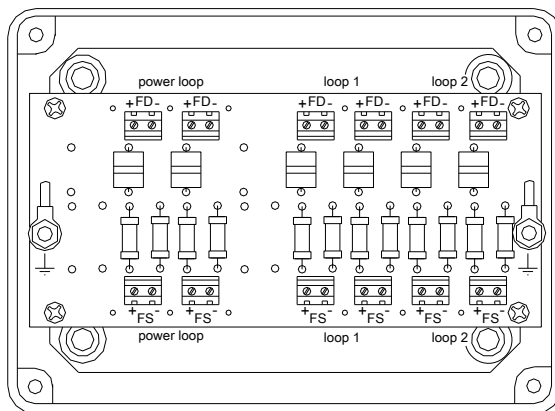 power loop loop 1 loop 2
+FD- +FD- +FD- +FD- +FD- +FD-
+FS- +FS- +FS- +FS- +FS- +FS-
power loop loop 1 loop 2